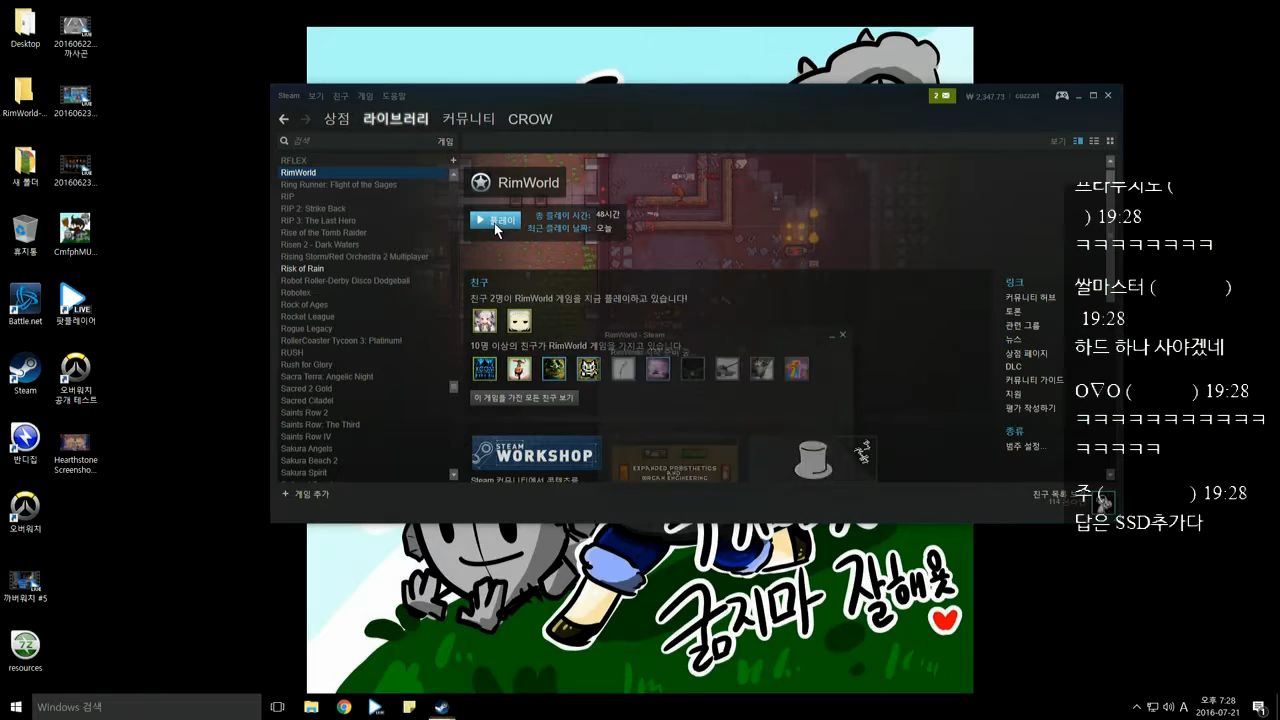 Desktop
20160622...
까사곤
RimWorld-...
20160623...
새 폴더
20160623...
휴지통
CmfphMU...
Battle.net
팟플레이어
Steam
오버워치
공개 테스트
반디집
Hearthstone
Screensho...
오버워치
까버워치 #5
resources
Steam 보기 친구 게임 도움말
2
₩ 2,347.73
cuzzart
상점 라이브러리 커뮤니티 CROW
검색
게임
보기
RFLEX
RimWorld
Ring Runner: Flight of the Sages
RIP
RIP 2: Strike Back
RIP 3: The Last Hero
Rise of the Tomb Raider
Risen 2 - Dark Waters
Rising Storm/Red Orchestra 2 Multiplayer
Risk of Rain
Robot Roller-Derby Disco Dodgeball
Robotex
Rock of Ages
Rocket League
Rogue Legacy
RollerCoaster Tycoon 3: Platinum!
RUSH
Rush for Glory
Sacra Terra: Angelic Night
Sacred 2 Gold
Sacred Citadel
Saints Row 2
Saints Row: The Third
Saints Row IV
Sakura Angels
Sakura Beach 2
Sakura Spirit
+ 게임 추가
RimWorld
플레이
총 플레이 시간: 48시간
최근 플레이 날짜: 오늘
친구
친구 2명이 RimWorld 게임을 지금 플레이하고 있습니다!
RimWorld - Steam
10명 이상의 친구가 RimWorld 게임을 가지고 있습니다
이 게임을 가진 모든 친구 보기
STEAM
WORKSHOP
EXPANDED PROSTHETICS
AND
ORGAN ENGINEERING
링크
커뮤니티 허브
토론
관련 그룹
뉴스
상점 페이지
DLC
커뮤니티 가이드
지원
평가 작성하기
종류
범주 설정...
친구 목록
) 19:28
ㅋㅋㅋㅋㅋㅋㅋㅋ
쌀마스터 ( )
19:28
하드 하나 사야겠네
O▽O ( ) 19:28
ㅋㅋㅋㅋㅋㅋㅋㅋㅋㅋㅋ
ㅋㅋㅋㅋㅋ
주 ( ) 19:28
답은 SSD추가다
굶지마 잘해욧
Windows 검색
A
오후 7:28
2016-07-21